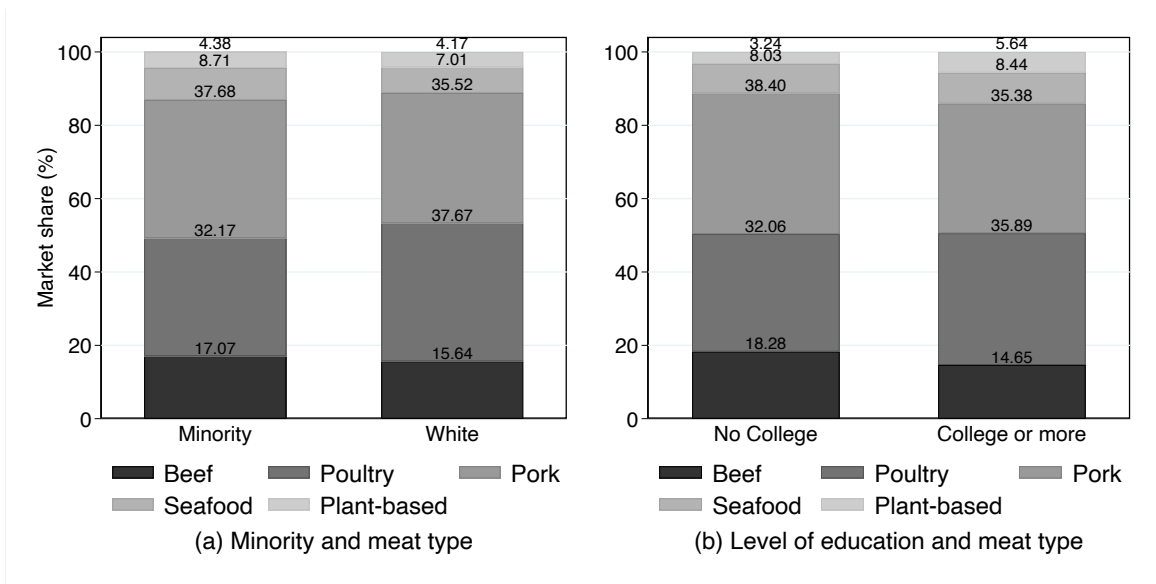 Market share (%)
100
80
60
40
20
0
4.38
8.71
37.68
32.17
17.07
4.17
7.01
35.52
37.67
15.64
Minority
White
Beef Poultry Pork
Seafood Plant-based
(a) Minority and meat type
100
80
60
40
20
0
3.24
8.03
38.40
32.06
18.28
5.64
8.44
35.38
35.89
14.65
No College
College or more
Beef Poultry Pork
Seafood Plant-based
(b) Level of education and meat type